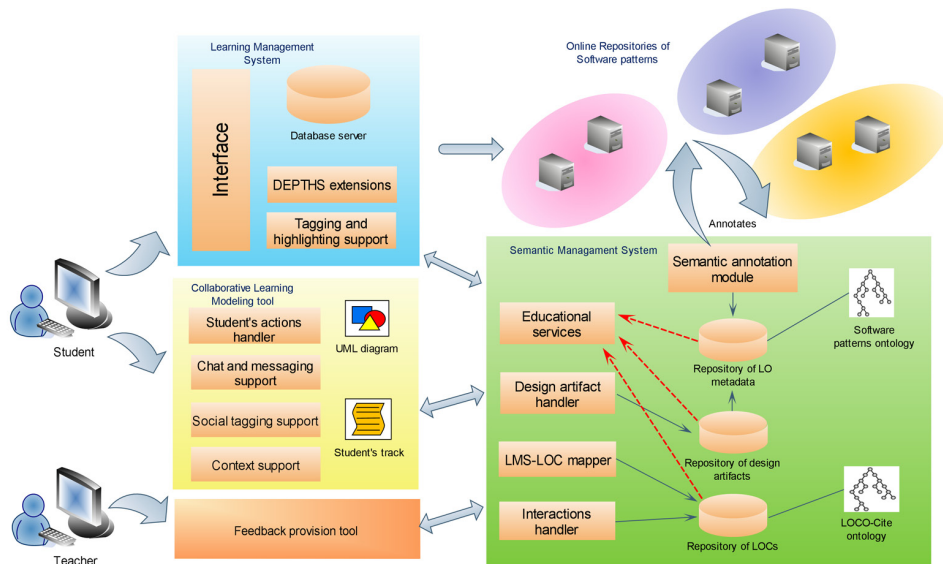 Learning Management
System
Interface
Database server
DEPTHS extensions
Tagging and
highlighting support
Online Repositories of
Software patterns
Annotates
Student
Collaborative Learning
Modeling tool
Student's actions
handler
UML diagram
Chat and messaging
support
Social tagging support
Student's track
Context support
Teacher
Feedback provision tool
Semantic Management System
Semantic annotation
module
Educational
services
Software
patterns ontology
Repository of LO
metadata
Design artifact
handler
Repository of design
artifacts
LMS-LOC mapper
Interactions
handler
Repository of LOCs
LOCO-Cite
ontology